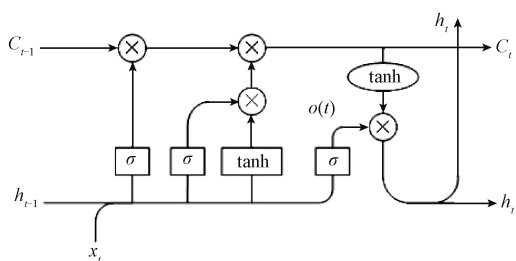 h_t
C_{t-1} × × C_t
tanh
× o(t) ×
σ σ tanh σ
h_{t-1} h_t
x_t